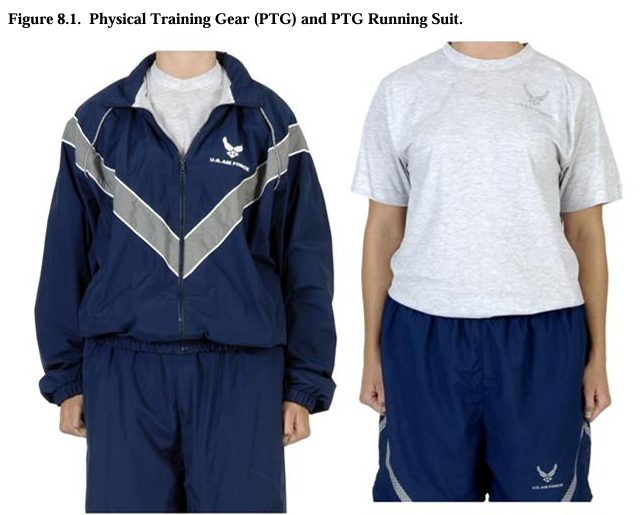 Figure 8.1.  Physical Training Gear (PTG) and PTG Running Suit.
U.S. AIR FORCE
U.S. AIR FORCE